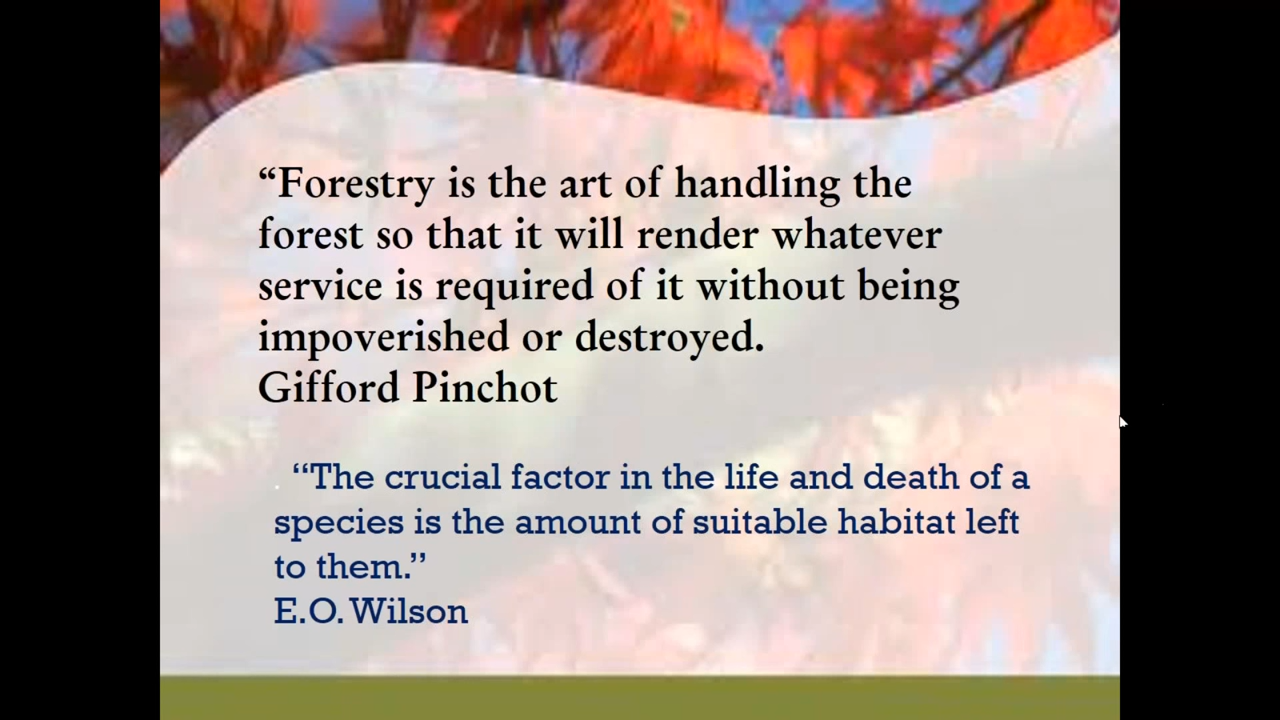 “Forestry is the art of handling the
forest so that it will render whatever
service is required of it without being
impoverished or destroyed.
Gifford Pinchot
. “The crucial factor in the life and death of a
species is the amount of suitable habitat left
to them.”
E.O. Wilson